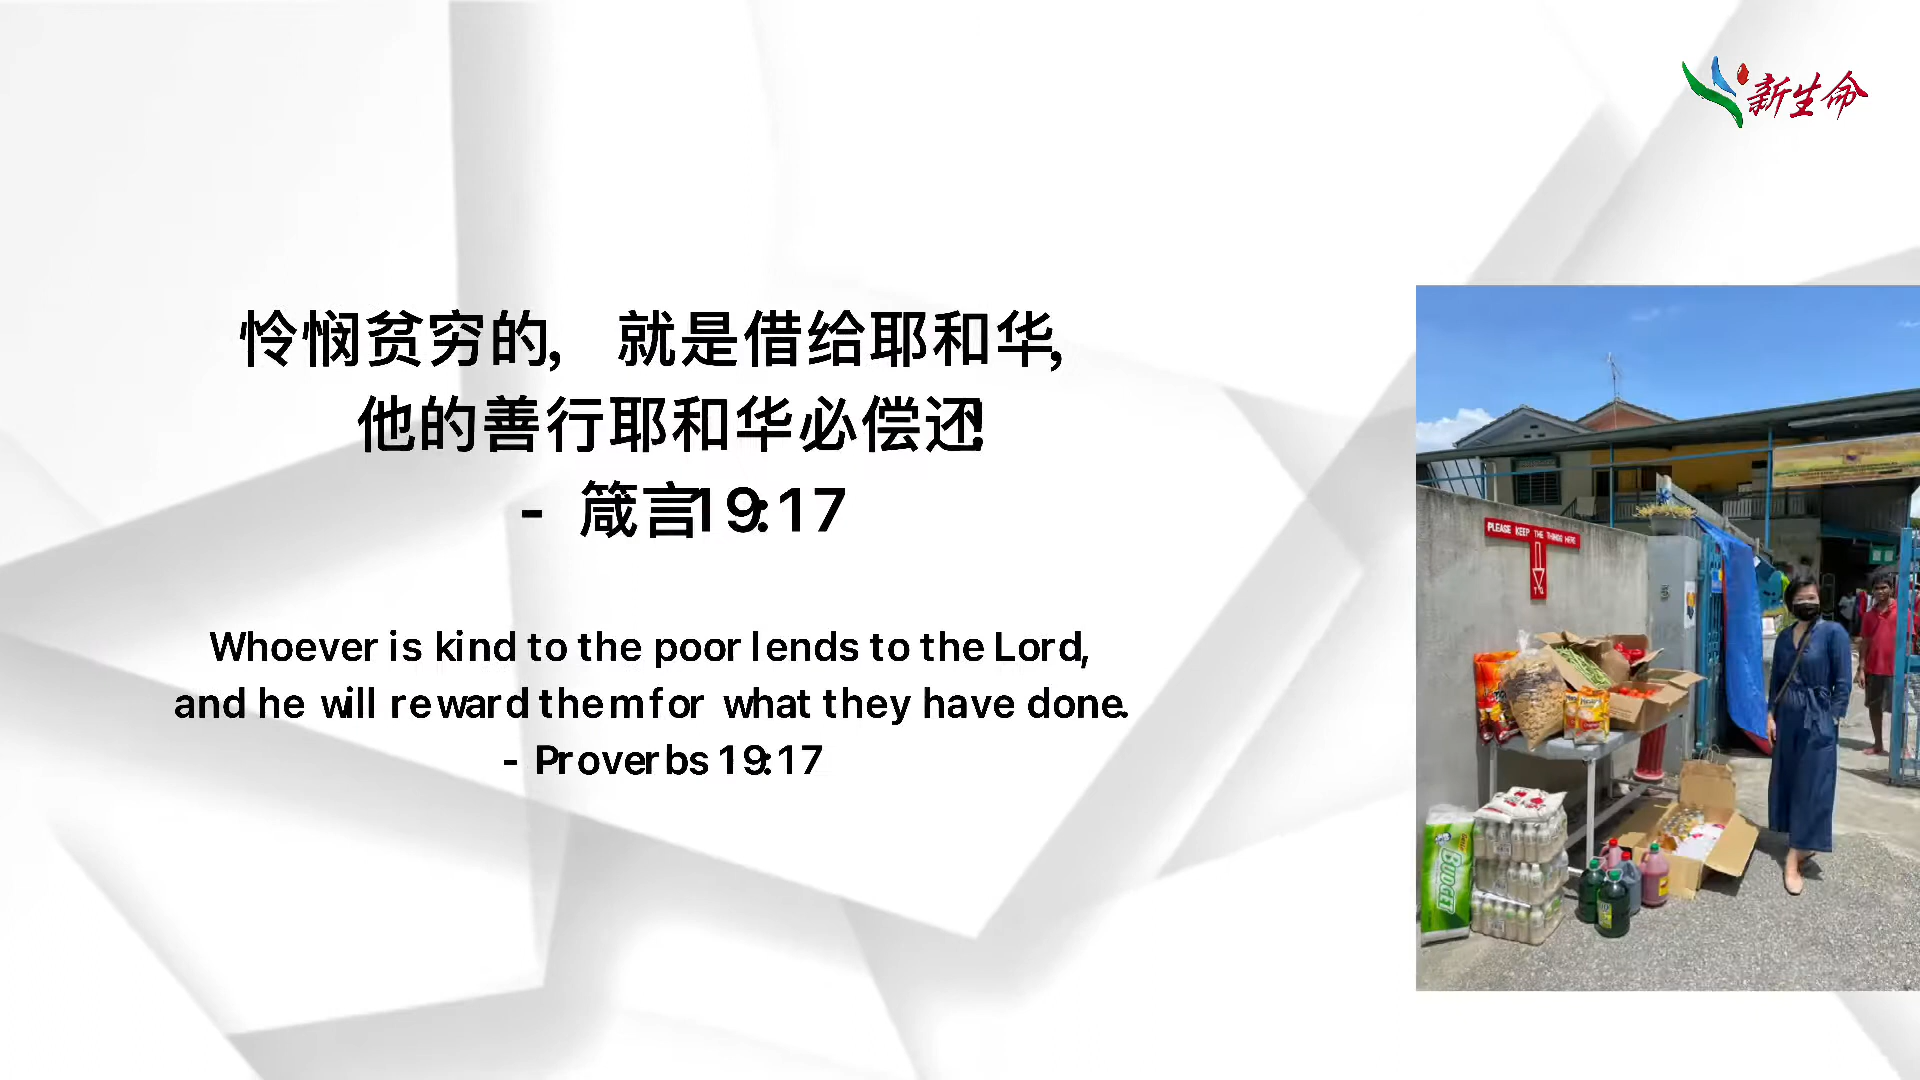 新生命
怜悯贫穷的, 就是借给耶和华,
他的善行耶和华必偿还!
- 箴言19:17
Whoever is kind to the poor lends to the Lord,
and he will reward them for what they have done.
- Proverbs 19:17
PLEASE KEEP THE THINGS HERE
BUDGET